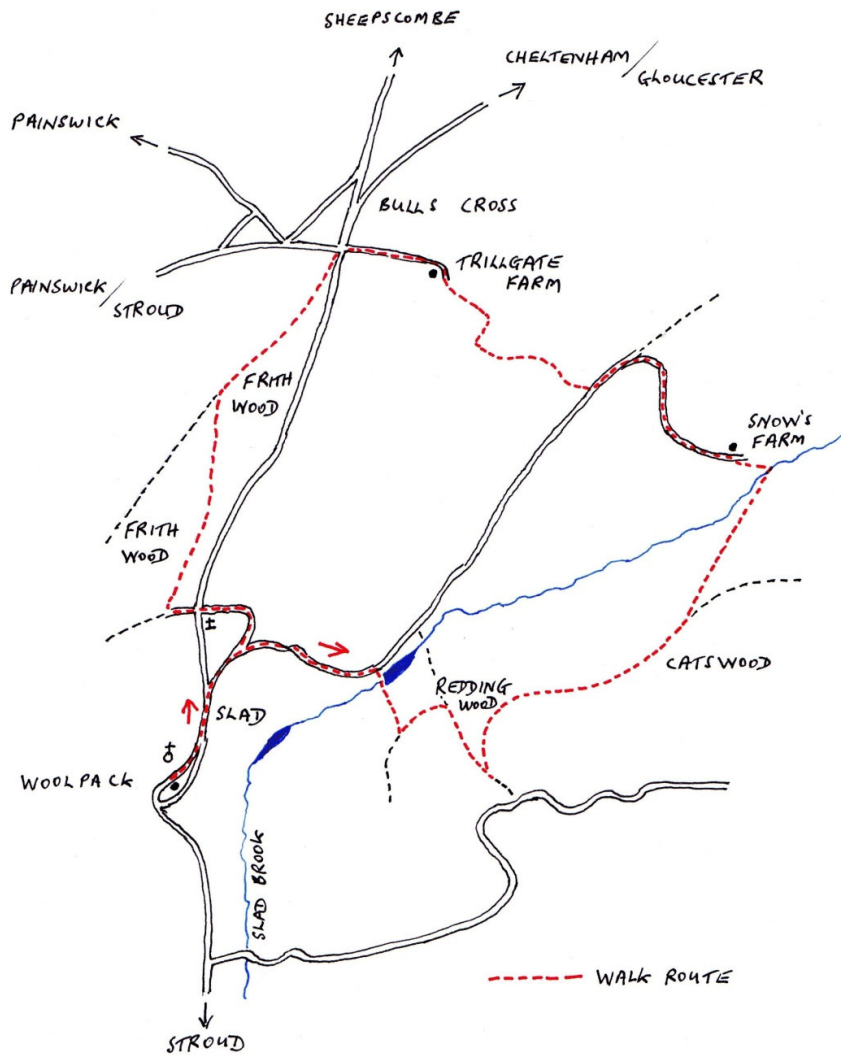 SHEEPSCOMBE
CHELTENHAM/
GLOUCESTER
PAINSWICK
BULLS CROSS
PAINSWICK/
STROUD
TRILLGATE
FARM
FRITH
WOOD
SNOW'S
FARM
FRITH
WOOD
CATSWOOD
REDDING
WOOD
SLAD
WOOLPACK
SLAD BROOK
WALK ROUTE
STROUD